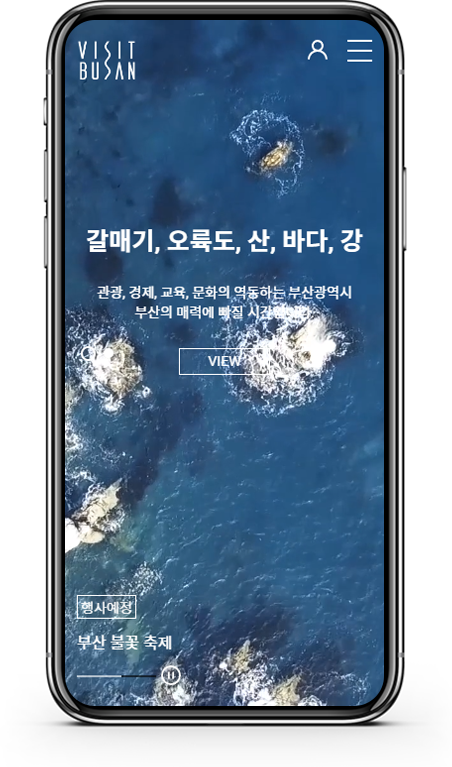 VISIT
BUSAN
갈매기, 오륙도, 산, 바다, 강
관광, 경제, 교육, 문화의 역동하는 부산광역시
부산의 매력에 빠질 시간
VIEW
행사예정
부산 불꽃 축제